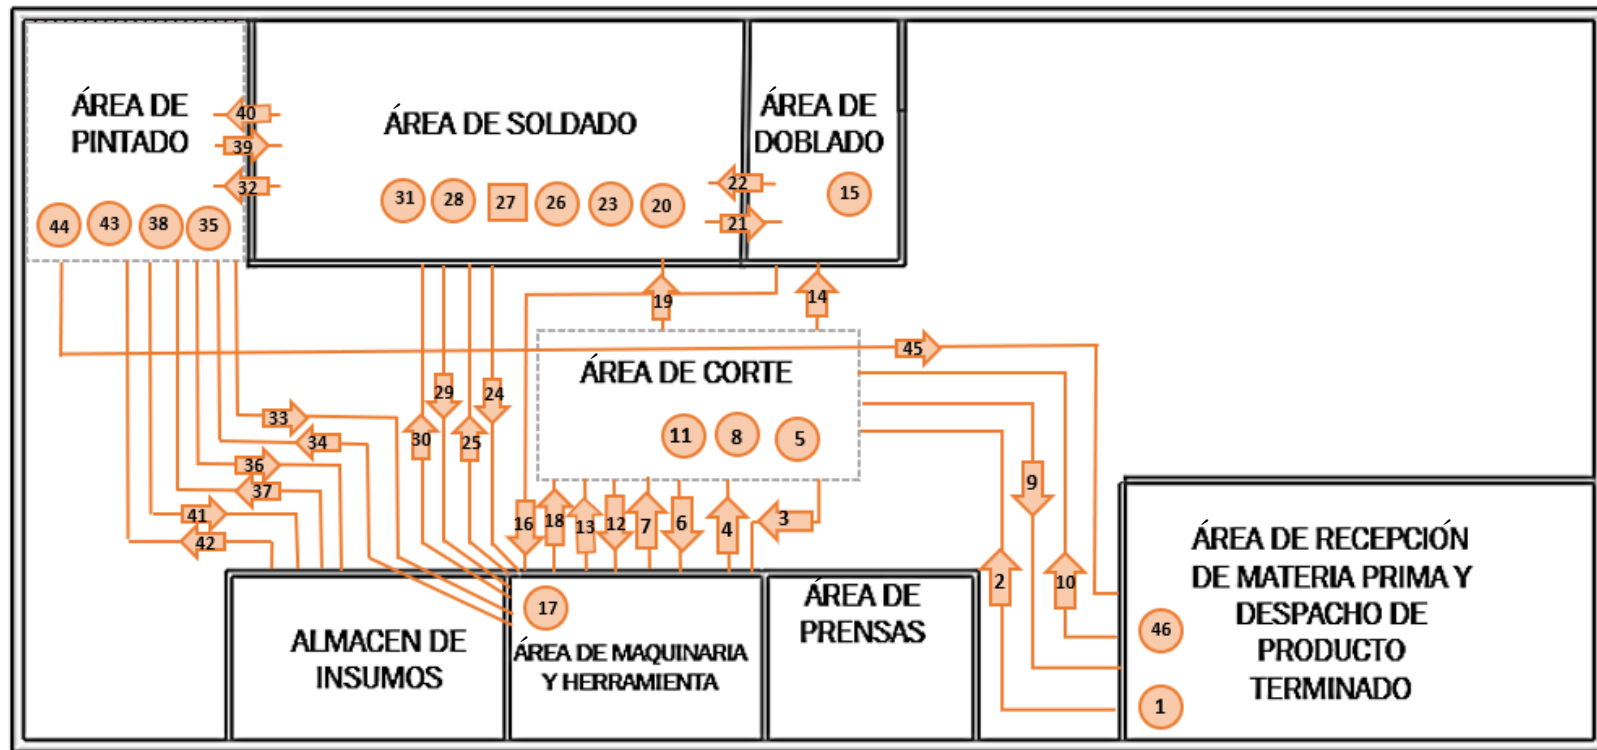 ÁREA DE
PINTADO
40
39
32
44
43
38
35
ÁREA DE SOLDADO
31
28
27
26
23
20
22
21
ÁREA DE
DOBLADO
15
19
14
45
ÁREA DE CORTE
11
8
5
33
34
36
37
41
42
30
29
25
24
16
18
13
12
7
6
4
3
2
9
10
ALMACEN DE
INSUMOS
17
ÁREA DE MAQUINARIA
Y HERRAMIENTA
ÁREA DE
PRENSAS
ÁREA DE RECEPCIÓN
DE MATERIA PRIMA Y
DESPACHO DE
PRODUCTO
TERMINADO
46
1